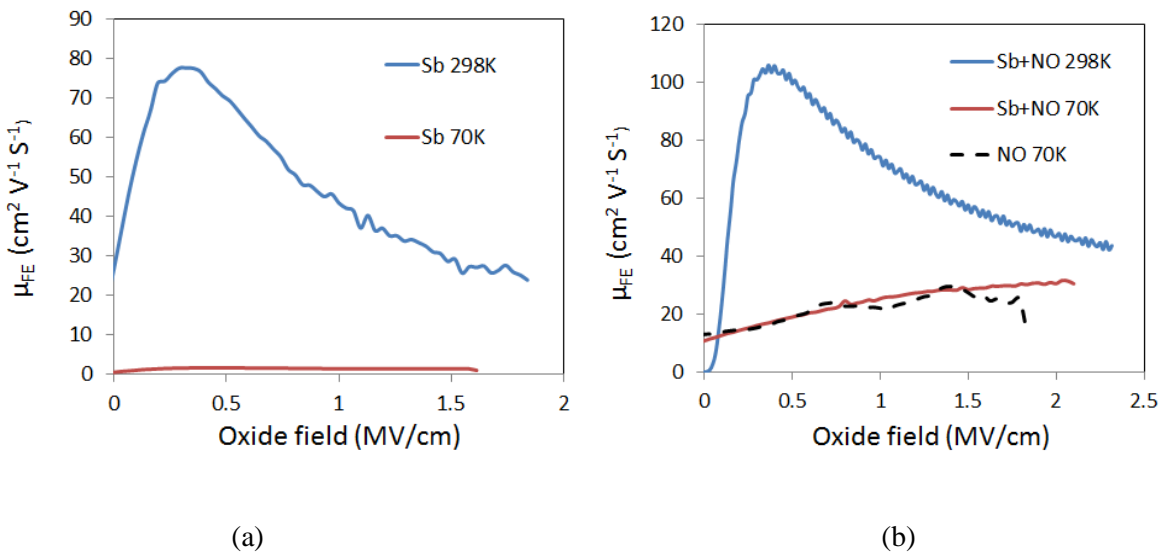 90
80
70
60
50
40
30
20
10
0
μFE (cm² V⁻¹ S⁻¹)
Sb 298K
Sb 70K
0
0.5
1
1.5
2
Oxide field (MV/cm)
(a)
120
100
80
60
40
20
0
μFE (cm² V⁻¹ S⁻¹)
Sb+NO 298K
Sb+NO 70K
NO 70K
0
0.5
1
1.5
2
2.5
Oxide field (MV/cm)
(b)